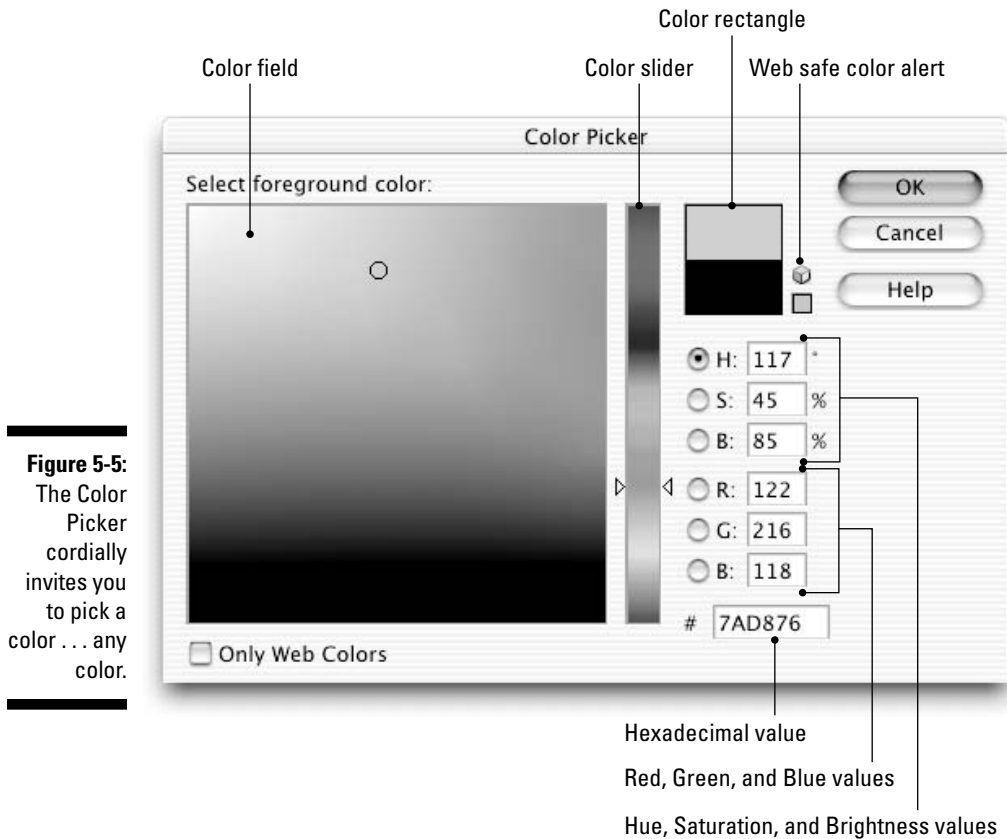 Color rectangle
Color field
Color slider
Web safe color alert
Color Picker
Select foreground color:
OK
Cancel
Help
H: 117 °
S: 45 %
B: 85 %
R: 122
G: 216
B: 118
# 7AD876
Only Web Colors
Figure 5-5:
The Color
Picker
cordially
invites you
to pick a
color . . . any
color.
Hexadecimal value
Red, Green, and Blue values
Hue, Saturation, and Brightness values